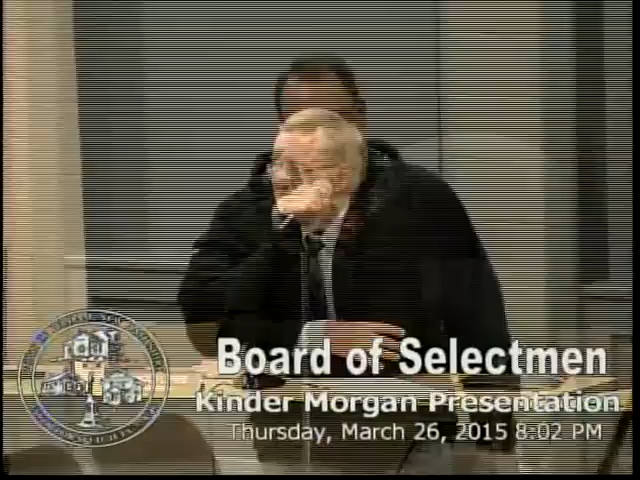 Board of Selectmen
Kinder Morgan Presentation
Thursday, March 26, 2015 8:02 PM